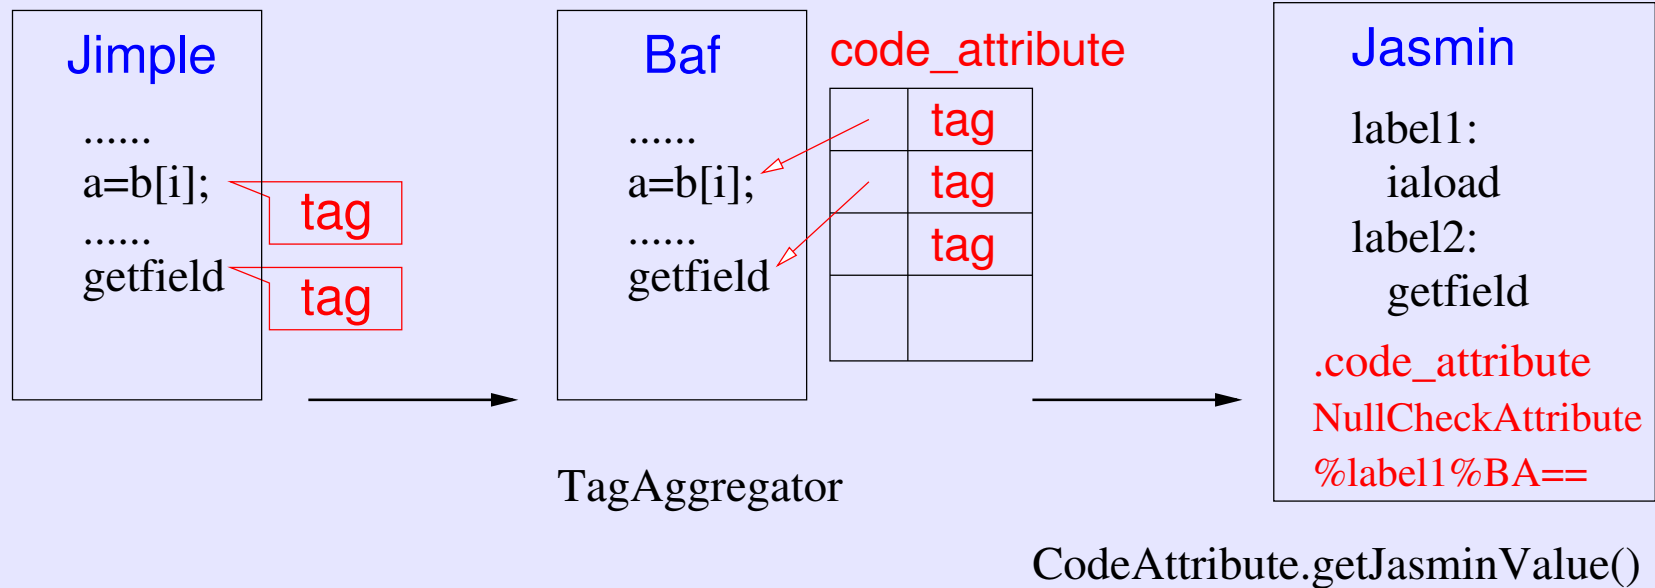 Jimple
......
a=b[i];
tag
......
getfield
tag
Baf
......
a=b[i];
......
getfield
code_attribute
tag
tag
tag
TagAggregator
Jasmin
label1:
iaload
label2:
getfield
.code_attribute
NullCheckAttribute
%label1%BA==
CodeAttribute.getJasminValue()